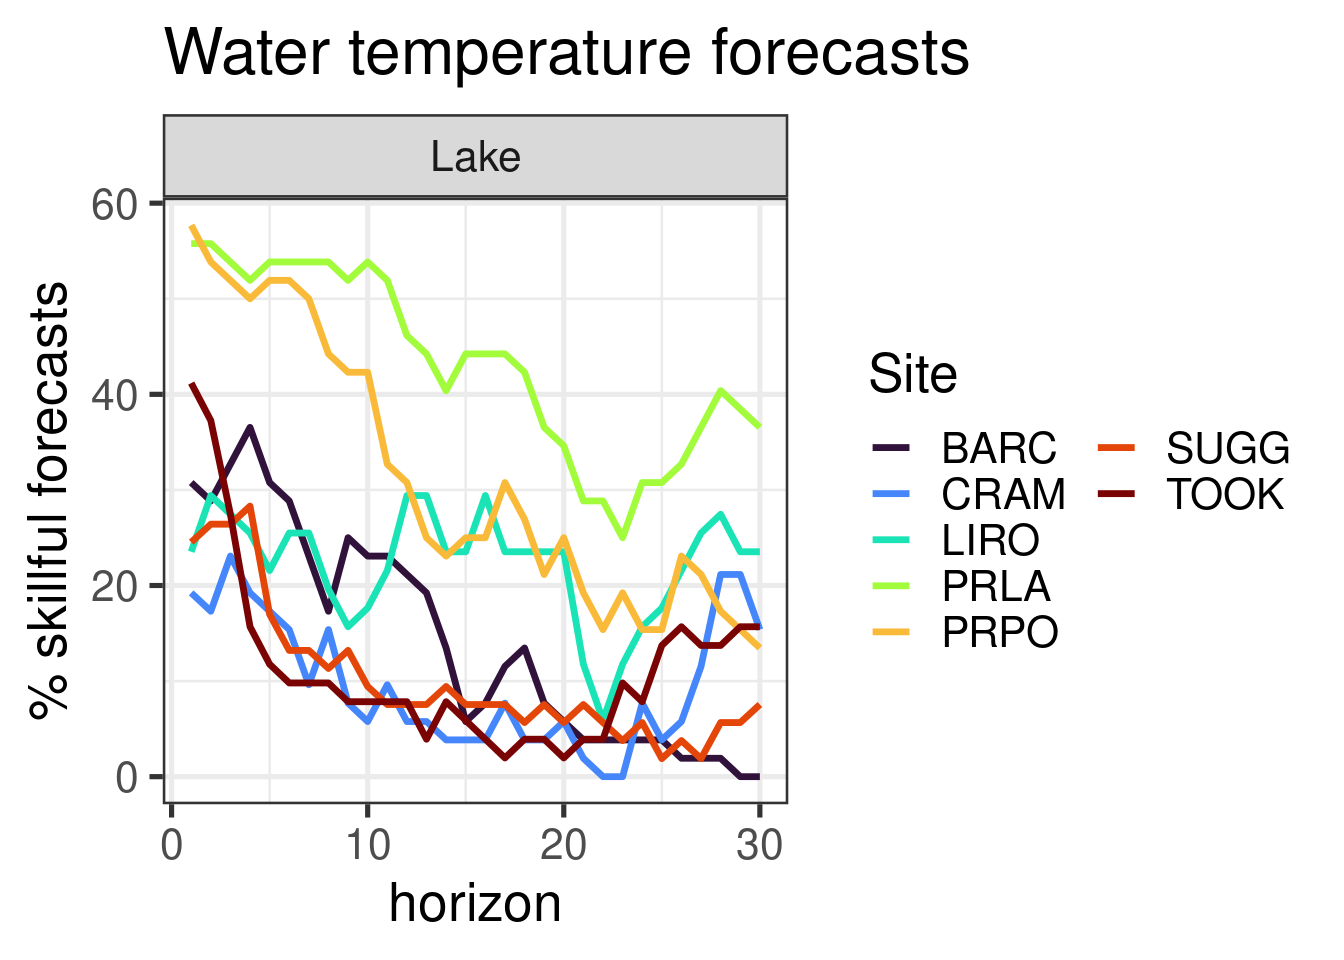 Water temperature forecasts
Lake
60
40
20
0
% skillful forecasts
0 10 20 30
horizon
Site
BARC SUGG
CRAM TOOK
LIRO
PRLA
PRPO